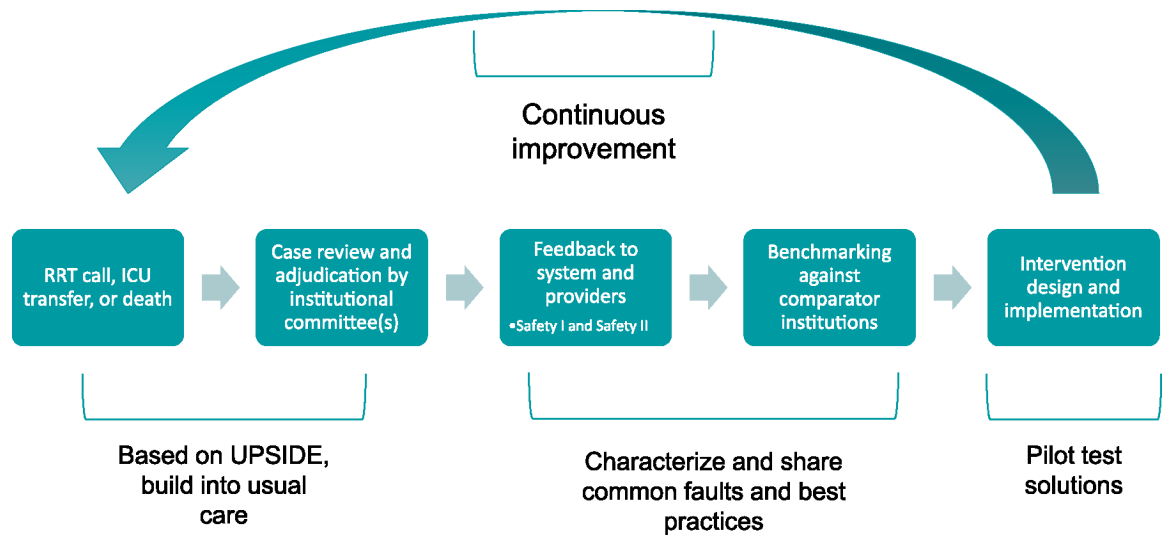 Continuous
improvement
RRT call, ICU
transfer, or death
Case review and
adjudication by
institutional
committee(s)
Feedback to
system and
providers
•Safety I and Safety II
Benchmarking
against
comparator
institutions
Intervention
design and
implementation
Based on UPSIDE,
build into usual
care
Characterize and share
common faults and best
practices
Pilot test
solutions